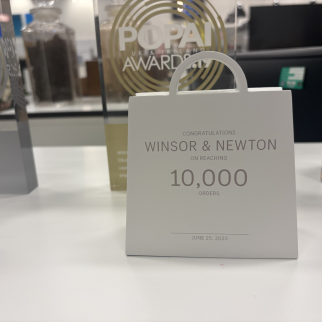 POPAI
AWARDS
CONGRATULATIONS
WINSOR & NEWTON
ON REACHING
10,000
ORDERS